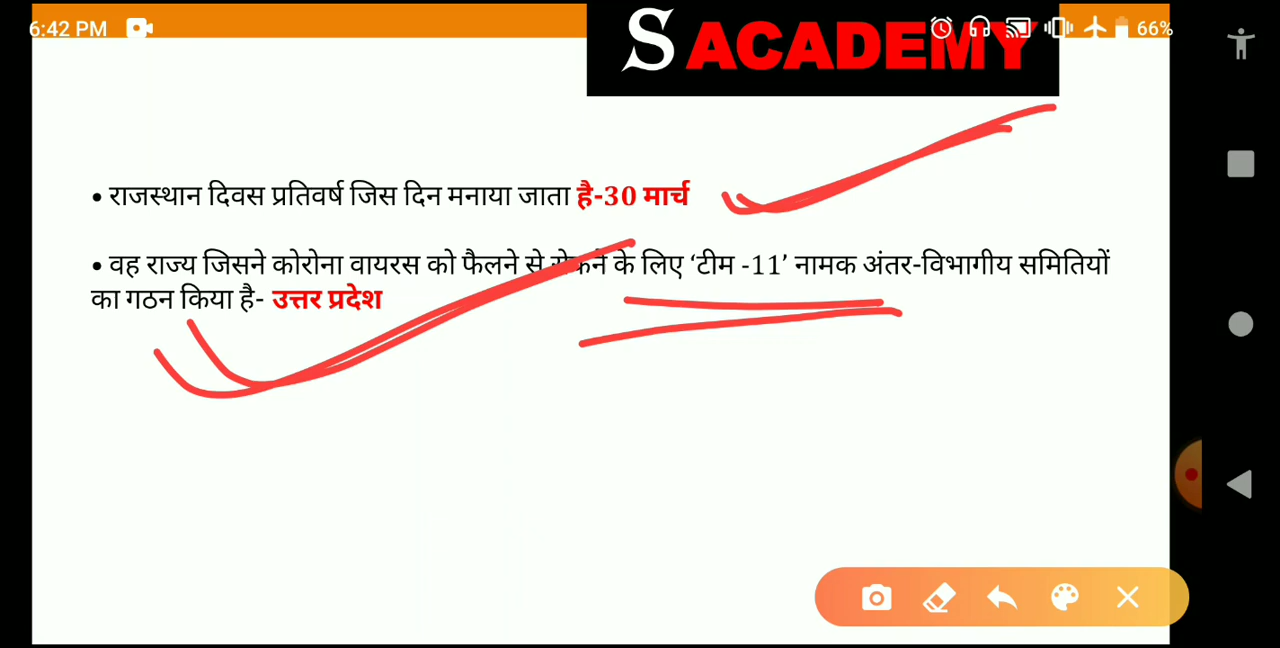 6:42 PM
S ACADEMY
66%
• राजस्थान दिवस प्रतिवर्ष जिस दिन मनाया जाता है-30 मार्च
• वह राज्य जिसने कोरोना वायरस को फैलने से रोकने के लिए ‘टीम -11’ नामक अंतर-विभागीय समितियों
का गठन किया है- उत्तर प्रदेश